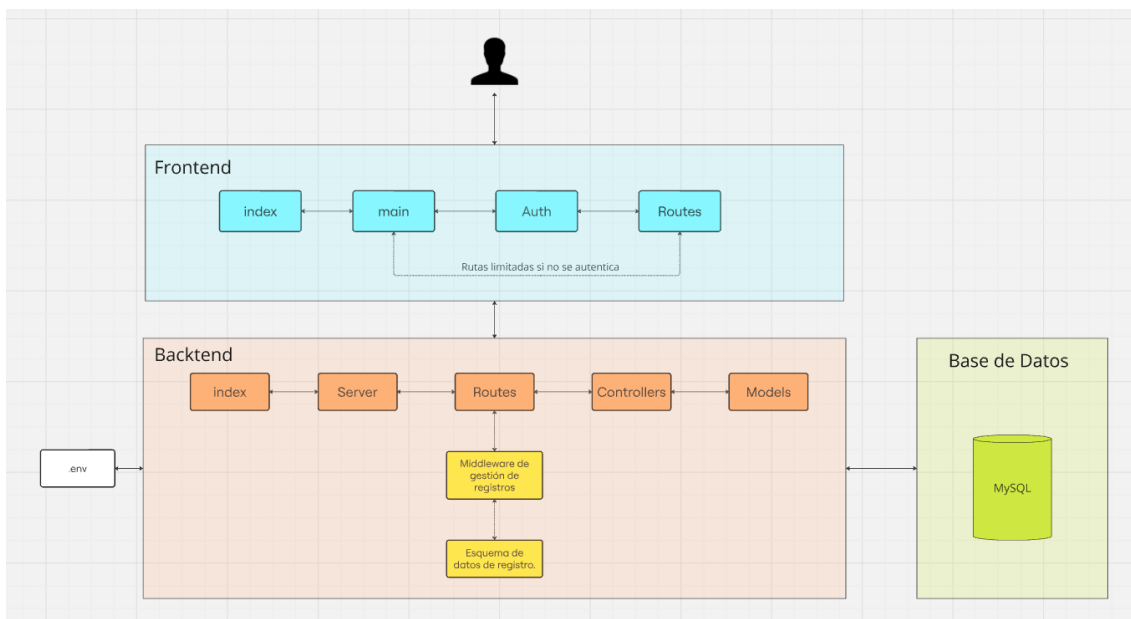 Frontend
index
main
Auth
Routes
Rutas limitadas si no se autentica
Backtend
index
Server
Routes
Controllers
Models
.env
Middleware de
gestión de
registros
Esquema de
datos de registro.
Base de Datos
MySQL